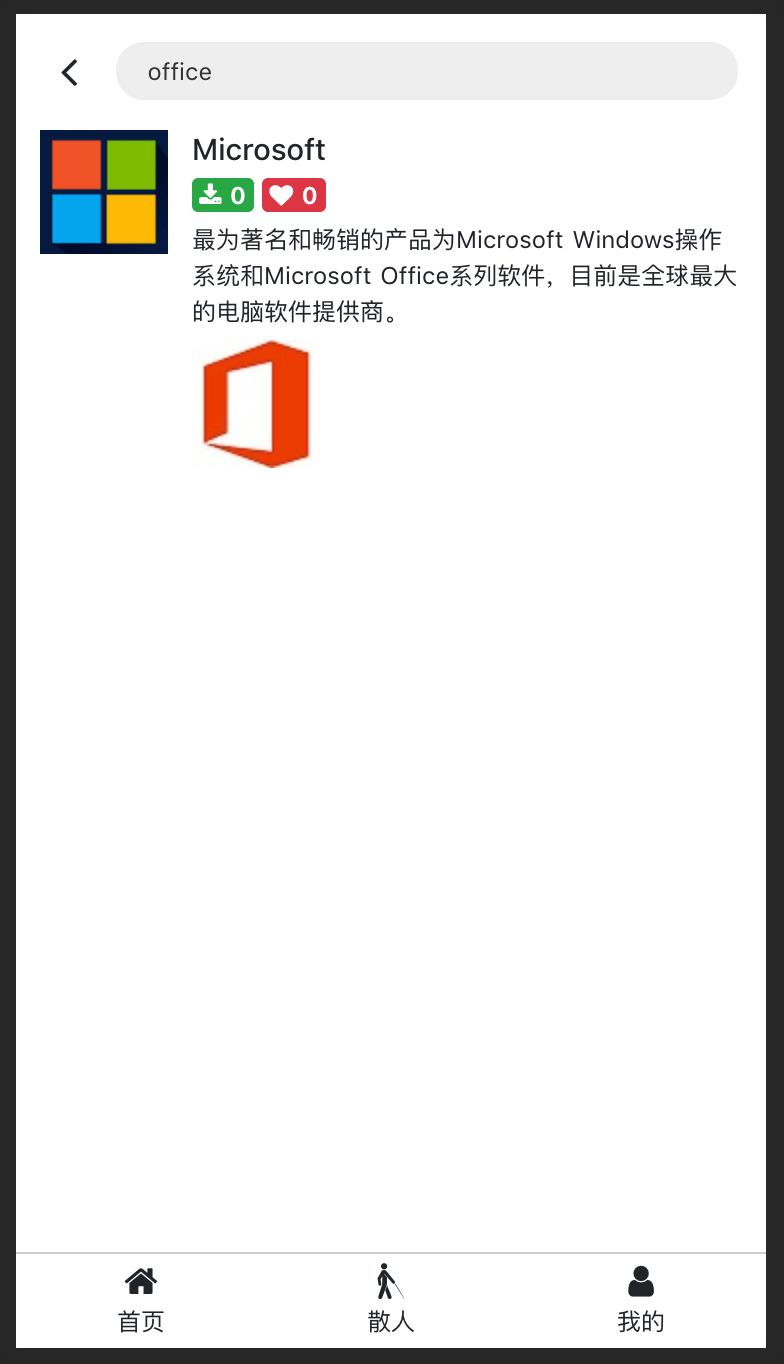 office
Microsoft
0 0
最为著名和畅销的产品为Microsoft Windows操作
系统和Microsoft Office系列软件，目前是全球最大
的电脑软件提供商。
首页 散人 我的